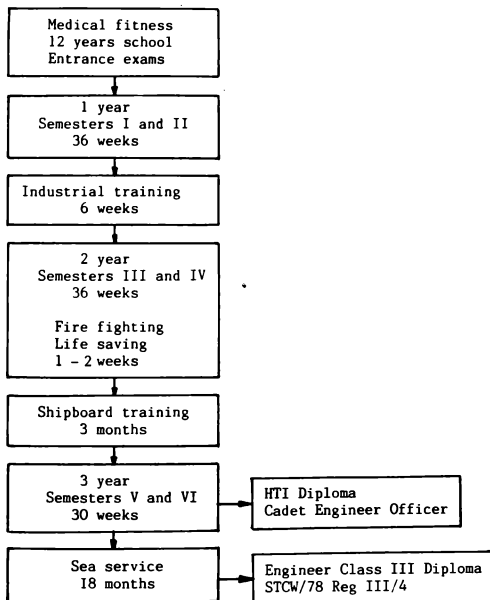 Medical fitness
12 years school
Entrance exams
1 year
Semesters I and II
36 weeks
Industrial training
6 weeks
2 year
Semesters III and IV
36 weeks
Fire fighting
Life saving
1 - 2 weeks
Shipboard training
3 months
3 year
Semesters V and VI
30 weeks
HTI Diploma
Cadet Engineer Officer
Sea service
18 months
Engineer Class III Diploma
STCW/78 Reg III/4